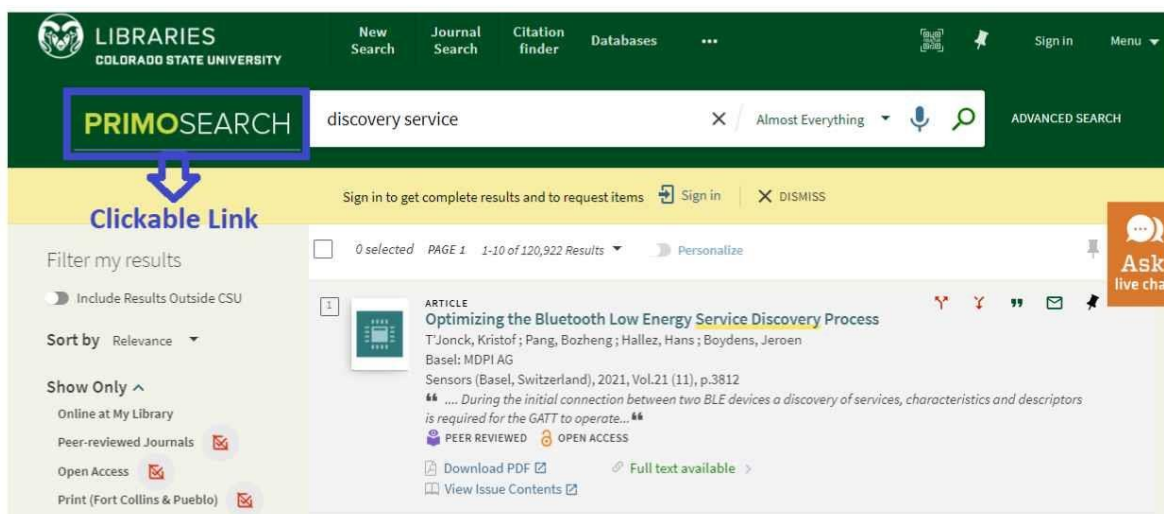 LIBRARIES
COLORADO STATE UNIVERSITY
New Search
Journal Search
Citation finder
Databases
•••
Sign in
Menu
PRIMOSEARCH
discovery service
Almost Everything
ADVANCED SEARCH
Clickable Link
Sign in to get complete results and to request items
Sign in
DISMISS
Ask
live cha
Filter my results
Include Results Outside CSU
Sort by Relevance
Show Only
Online at My Library
Peer-reviewed Journals
Open Access
Print (Fort Collins & Pueblo)
0 selected PAGE 1 1-10 of 120,922 Results
Personalize
1
ARTICLE
Optimizing the Bluetooth Low Energy Service Discovery Process
T'Jonck, Kristof ; Pang, Bozheng ; Hallez, Hans ; Boydens, Jeroen
Basel: MDPI AG
Sensors (Basel, Switzerland), 2021, Vol.21 (11), p.3812
❝ .... During the initial connection between two BLE devices a discovery of services, characteristics and descriptors
is required for the GATT to operate... ❝
PEER REVIEWED OPEN ACCESS
Download PDF
Full text available
View Issue Contents